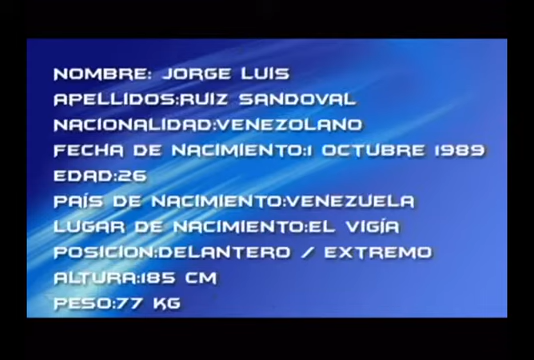 NOMBRE: JORGE LUIS
APELLIDOS:RUIZ SANDOVAL
NACIONALIDAD:VENEZOLANO
FECHA DE NACIMIENTO:1 OCTUBRE 1989
EDAD:26
PAÍS DE NACIMIENTO:VENEZUELA
LUGAR DE NACIMIENTO:EL VIGÍA
POSICION:DELANTERO / EXTREMO
ALTURA:185 CM
PESO:77 KG